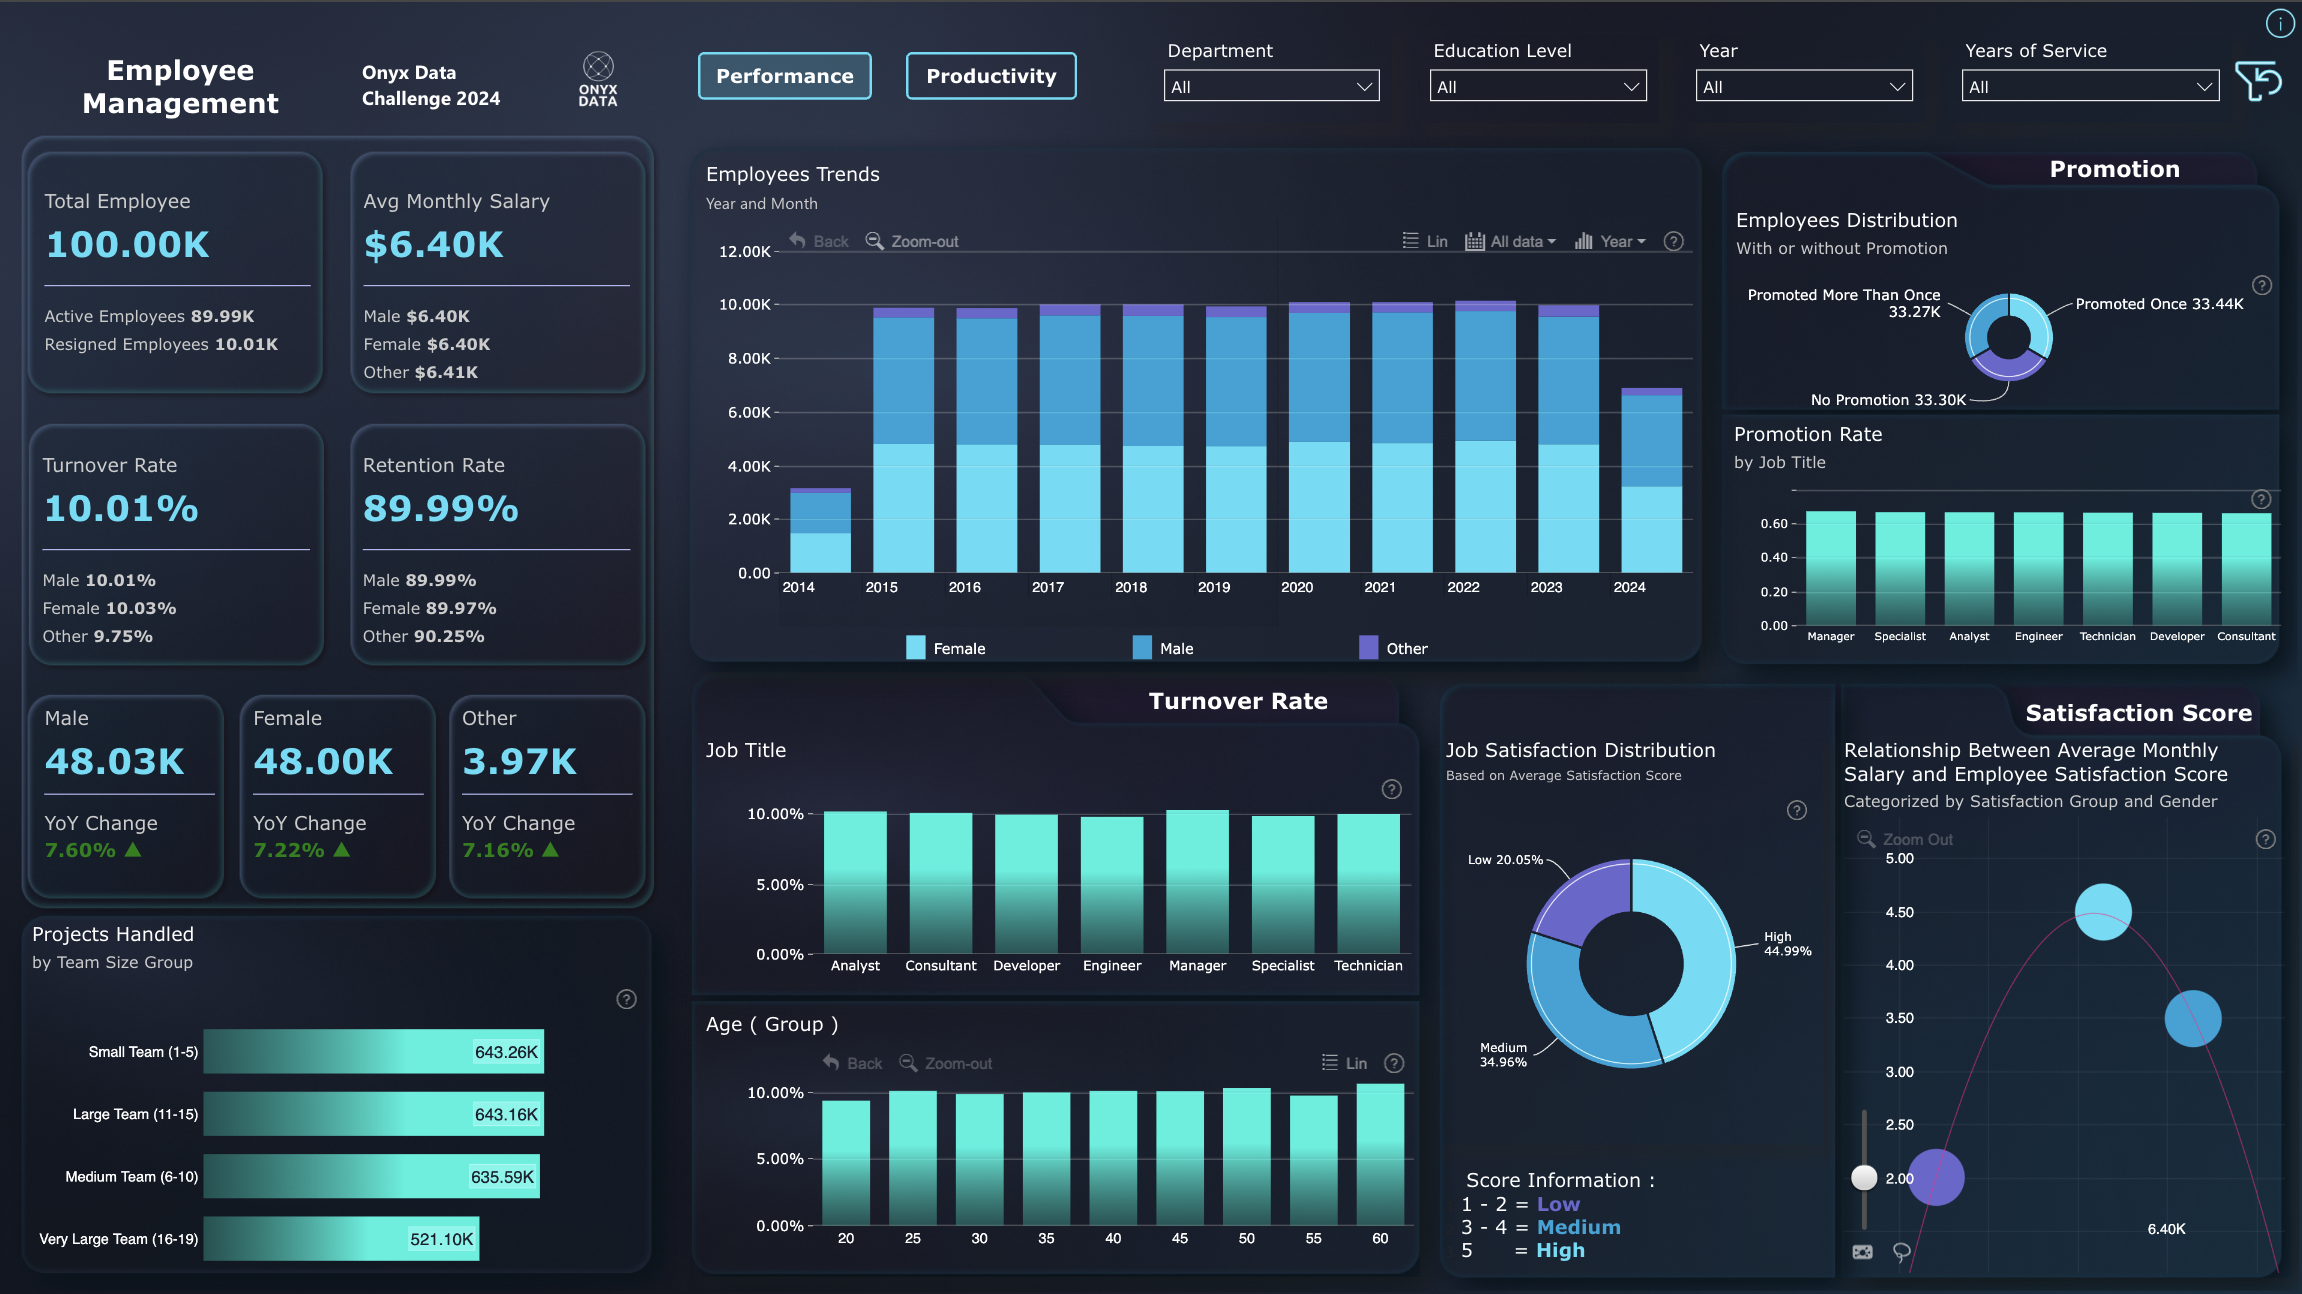 Employee
Management
Onyx Data
Challenge 2024
ONYX
DATA
Performance
Productivity
Department
All
Education Level
All
Year
All
Years of Service
All
Total Employee
100.00K
Active Employees 89.99K
Resigned Employees 10.01K
Avg Monthly Salary
$6.40K
Male $6.40K
Female $6.40K
Other $6.41K
Turnover Rate
10.01%
Male 10.01%
Female 10.03%
Other 9.75%
Retention Rate
89.99%
Male 89.99%
Female 89.97%
Other 90.25%
Male
48.03K
YoY Change
7.60%
Female
48.00K
YoY Change
7.22%
Other
3.97K
YoY Change
7.16%
Projects Handled
by Team Size Group
?
Small Team (1-5) 643.26K
Large Team (11-15) 643.16K
Medium Team (6-10) 635.59K
Very Large Team (16-19) 521.10K
Employees Trends
Year and Month
Back Zoom-out Lin All data Year ?
12.00K
10.00K
8.00K
6.00K
4.00K
2.00K
0.00
2014 2015 2016 2017 2018 2019 2020 2021 2022 2023 2024
Female Male Other
Promotion
Employees Distribution
With or without Promotion
?
Promoted More Than Once
33.27K
Promoted Once 33.44K
No Promotion 33.30K
Promotion Rate
by Job Title
?
0.60
0.40
0.20
0.00
Manager Specialist Analyst Engineer Technician Developer Consultant
Turnover Rate
Job Title
?
10.00%
5.00%
0.00%
Analyst Consultant Developer Engineer Manager Specialist Technician
Age ( Group )
Back Zoom-out Lin ?
10.00%
5.00%
0.00%
20 25 30 35 40 45 50 55 60
Job Satisfaction Distribution
Based on Average Satisfaction Score
?
Low 20.05%
High
44.99%
Medium
34.96%
Score Information :
1 - 2 = Low
3 - 4 = Medium
5 = High
Satisfaction Score
Relationship Between Average Monthly
Salary and Employee Satisfaction Score
Categorized by Satisfaction Group and Gender
Zoom Out ?
5.00
4.50
4.00
3.50
3.00
2.50
2.00
6.40K